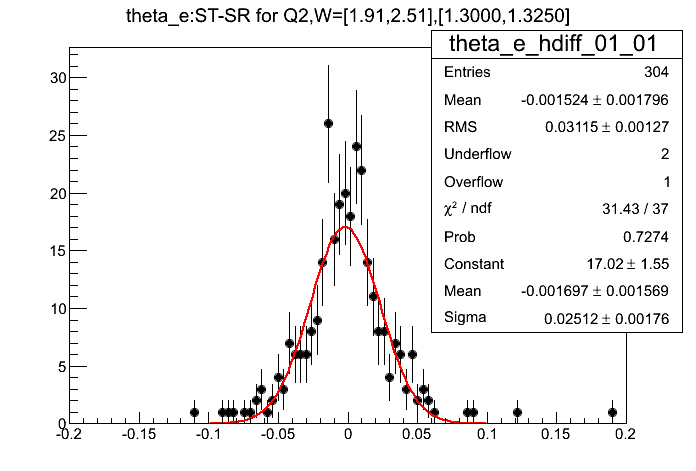 theta_e:ST-SR for Q2,W=[1.91,2.51],[1.3000,1.3250]
theta_e_hdiff_01_01
Entries 304
Mean -0.001524 ± 0.001796
RMS 0.03115 ± 0.00127
Underflow 2
Overflow 1
χ² / ndf 31.43 / 37
Prob 0.7274
Constant 17.02 ± 1.55
Mean -0.001697 ± 0.001569
Sigma 0.02512 ± 0.00176
30
25
20
15
10
5
0
-0.2 -0.15 -0.1 -0.05 0 0.05 0.1 0.15 0.2